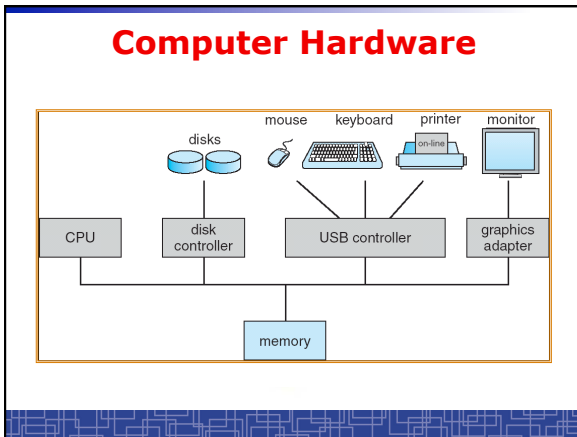 Computer Hardware
mouse keyboard printer monitor
disks
on-line
CPU
disk
controller
USB controller
graphics
adapter
memory